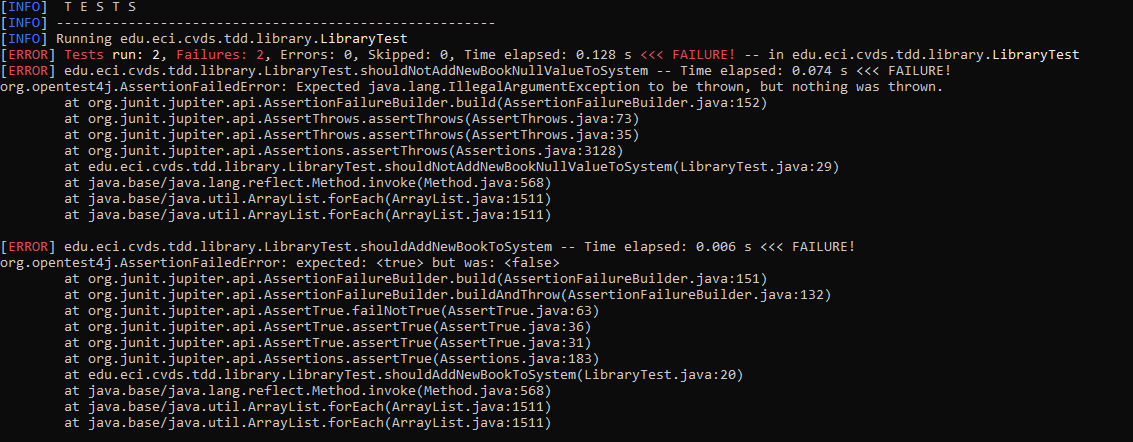 [INFO]  T E S T S
[INFO] -------------------------------------------------------
[INFO] Running edu.eci.cvds.tdd.library.LibraryTest
[ERROR] Tests run: 2, Failures: 2, Errors: 0, Skipped: 0, Time elapsed: 0.128 s <<< FAILURE! -- in edu.eci.cvds.tdd.library.LibraryTest
[ERROR] edu.eci.cvds.tdd.library.LibraryTest.shouldNotAddNewBookNullValueToSystem -- Time elapsed: 0.074 s <<< FAILURE!
org.opentest4j.AssertionFailedError: Expected java.lang.IllegalArgumentException to be thrown, but nothing was thrown.
        at org.junit.jupiter.api.AssertionFailureBuilder.build(AssertionFailureBuilder.java:152)
        at org.junit.jupiter.api.AssertThrows.assertThrows(AssertThrows.java:73)
        at org.junit.jupiter.api.AssertThrows.assertThrows(AssertThrows.java:35)
        at org.junit.jupiter.api.Assertions.assertThrows(Assertions.java:3128)
        at edu.eci.cvds.tdd.library.LibraryTest.shouldNotAddNewBookNullValueToSystem(LibraryTest.java:29)
        at java.base/java.lang.reflect.Method.invoke(Method.java:568)
        at java.base/java.util.ArrayList.forEach(ArrayList.java:1511)
        at java.base/java.util.ArrayList.forEach(ArrayList.java:1511)

[ERROR] edu.eci.cvds.tdd.library.LibraryTest.shouldAddNewBookToSystem -- Time elapsed: 0.006 s <<< FAILURE!
org.opentest4j.AssertionFailedError: expected: <true> but was: <false>
        at org.junit.jupiter.api.AssertionFailureBuilder.build(AssertionFailureBuilder.java:151)
        at org.junit.jupiter.api.AssertionFailureBuilder.buildAndThrow(AssertionFailureBuilder.java:132)
        at org.junit.jupiter.api.AssertTrue.failNotTrue(AssertTrue.java:63)
        at org.junit.jupiter.api.AssertTrue.assertTrue(AssertTrue.java:36)
        at org.junit.jupiter.api.AssertTrue.assertTrue(AssertTrue.java:31)
        at org.junit.jupiter.api.Assertions.assertTrue(Assertions.java:183)
        at edu.eci.cvds.tdd.library.LibraryTest.shouldAddNewBookToSystem(LibraryTest.java:20)
        at java.base/java.lang.reflect.Method.invoke(Method.java:568)
        at java.base/java.util.ArrayList.forEach(ArrayList.java:1511)
        at java.base/java.util.ArrayList.forEach(ArrayList.java:1511)